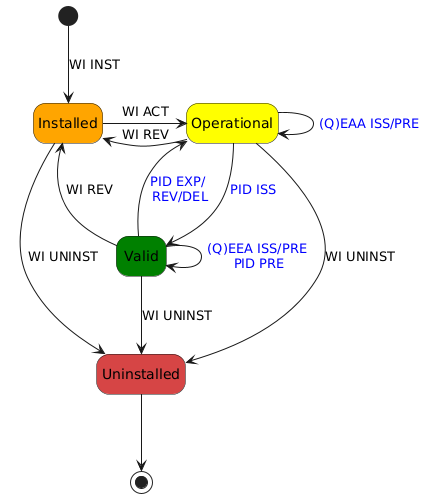 WI INST
Installed
WI ACT
WI REV
Operational
(Q)EAA ISS/PRE
WI REV
PID EXP/
REV/DEL
PID ISS
WI UNINST
Valid
(Q)EEA ISS/PRE
PID PRE
WI UNINST
WI UNINST
Uninstalled